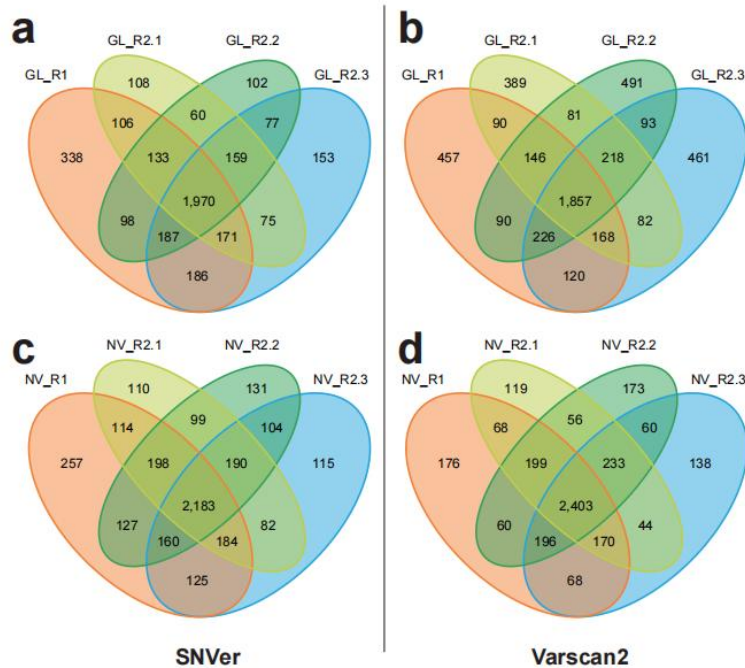 a
GL_R1
GL_R2.1
GL_R2.2
GL_R2.3
108
102
106
60
77
338
133
159
153
1,970
98
187
171
75
186
b
GL_R1
GL_R2.1
GL_R2.2
GL_R2.3
389
491
90
81
93
457
146
218
461
1,857
90
226
168
82
120
c
NV_R1
NV_R2.1
NV_R2.2
NV_R2.3
110
131
114
99
104
257
198
190
115
2,183
127
160
184
82
125
d
NV_R1
NV_R2.1
NV_R2.2
NV_R2.3
119
173
68
56
60
176
199
233
138
2,403
60
196
170
44
68
SNVer
Varscan2